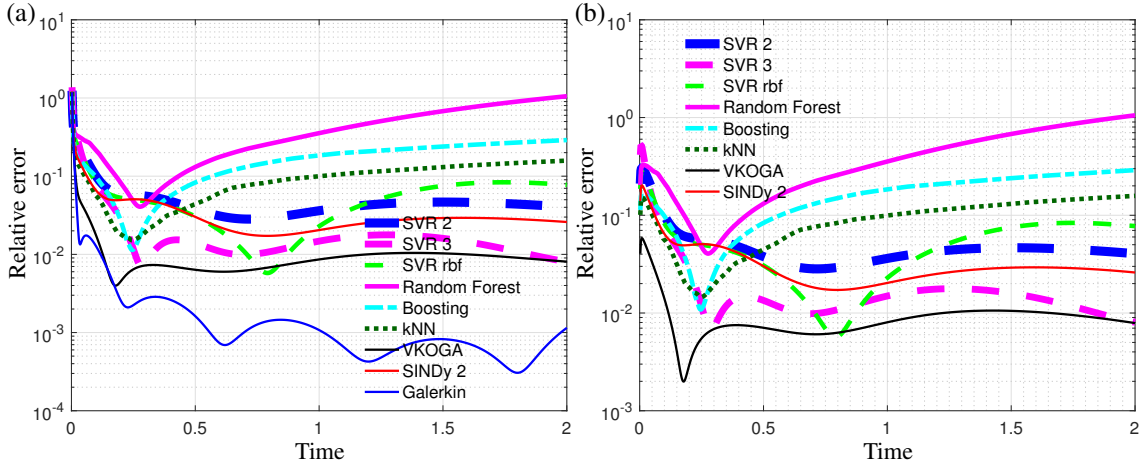 (a)
10^1
10^0
10^-1
10^-2
10^-3
10^-4
Relative error
0
0.5
1
1.5
2
Time
SVR 2
SVR 3
SVR rbf
Random Forest
Boosting
kNN
VKOGA
SINDy 2
Galerkin
(b)
10^1
10^0
10^-1
10^-2
10^-3
Relative error
0
0.5
1
1.5
2
Time
SVR 2
SVR 3
SVR rbf
Random Forest
Boosting
kNN
VKOGA
SINDy 2